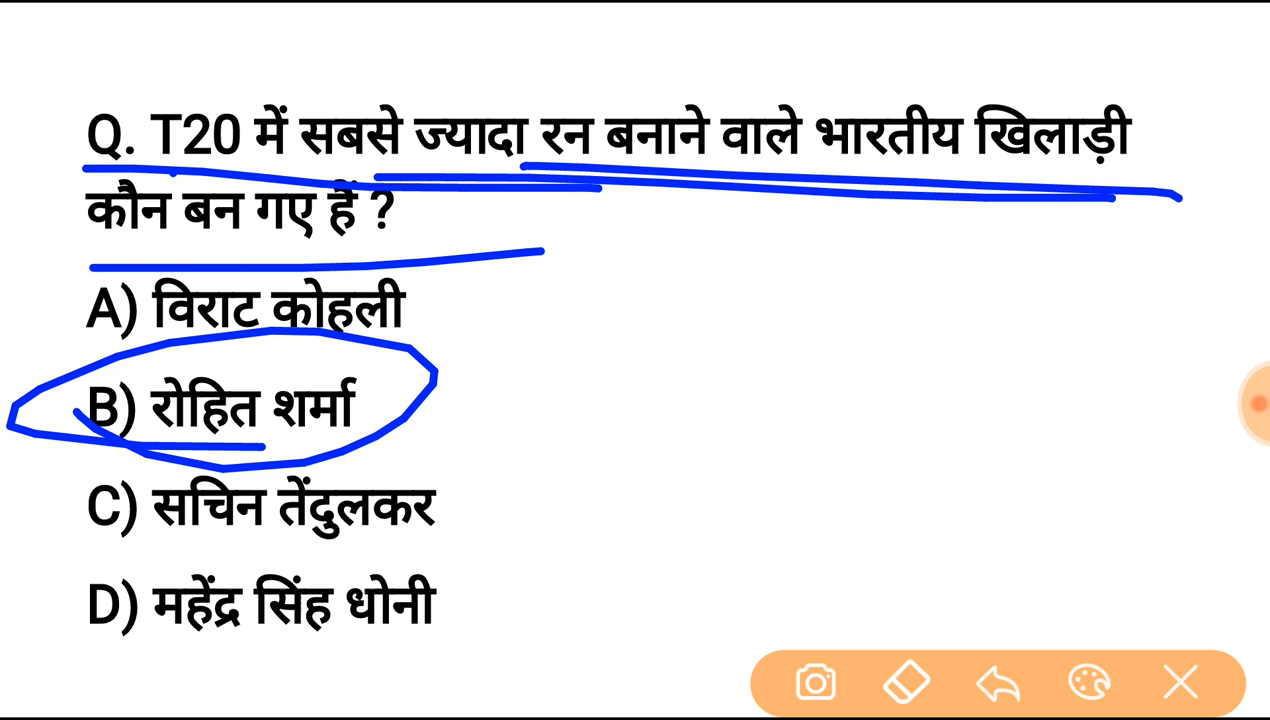 Q. T20 में सबसे ज्यादा रन बनाने वाले भारतीय खिलाड़ी
कौन बन गए हैं ?
A) विराट कोहली
B) रोहित शर्मा
C) सचिन तेंदुलकर
D) महेंद्र सिंह धोनी